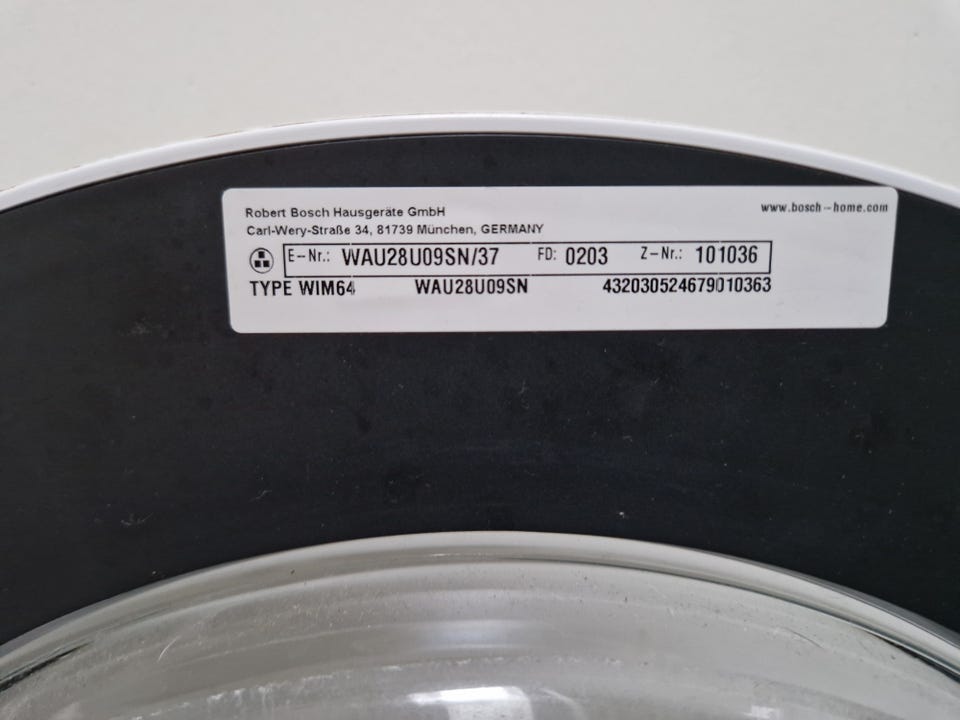 Robert Bosch Hausgeräte GmbH
www.bosch-home.com
Carl-Wery-Straße 34, 81739 München, GERMANY
E-Nr.: WAU28U09SN/37 FD: 0203 Z-Nr.: 101036
TYPE WIM64 WAU28U09SN 432030524679010363